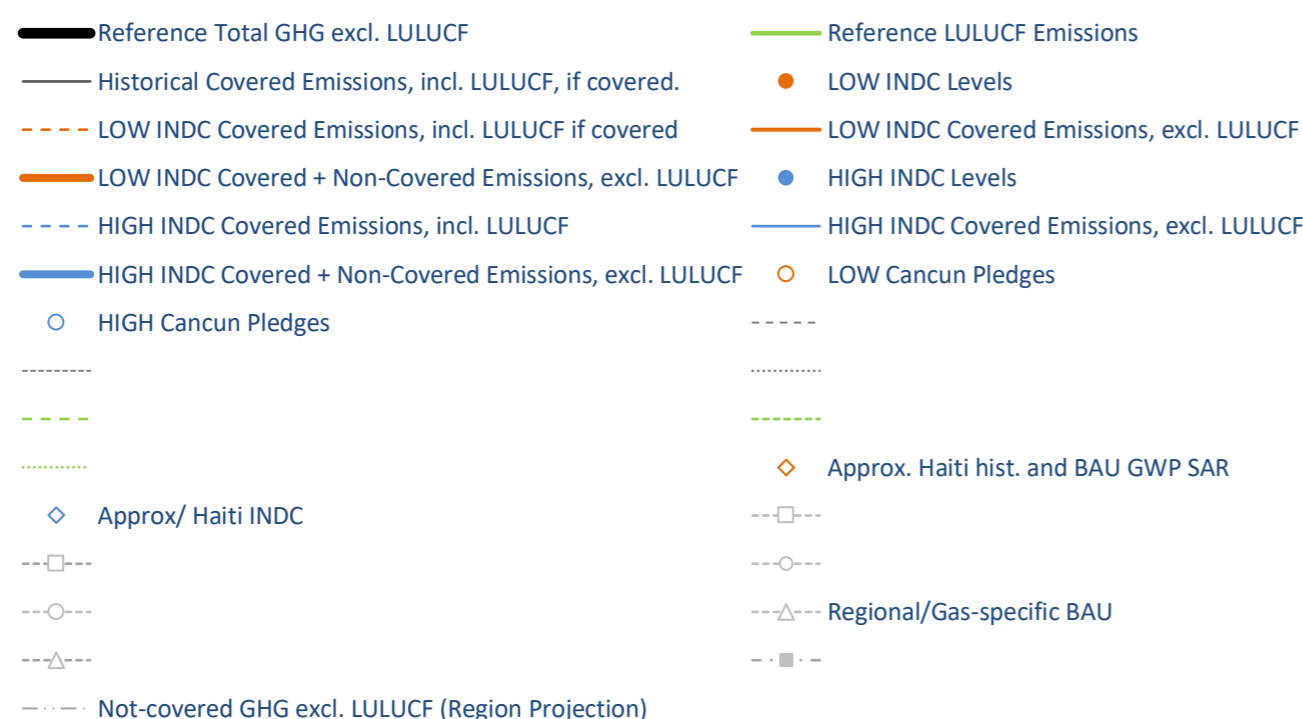 Reference Total GHG excl. LULUCF
Reference LULUCF Emissions
Historical Covered Emissions, incl. LULUCF, if covered.
LOW INDC Levels
LOW INDC Covered Emissions, incl. LULUCF if covered
LOW INDC Covered Emissions, excl. LULUCF
LOW INDC Covered + Non-Covered Emissions, excl. LULUCF
HIGH INDC Levels
HIGH INDC Covered Emissions, incl. LULUCF
HIGH INDC Covered Emissions, excl. LULUCF
HIGH INDC Covered + Non-Covered Emissions, excl. LULUCF
LOW Cancun Pledges
HIGH Cancun Pledges
Approx. Haiti hist. and BAU GWP SAR
Approx/ Haiti INDC
Regional/Gas-specific BAU
Not-covered GHG excl. LULUCF (Region Projection)